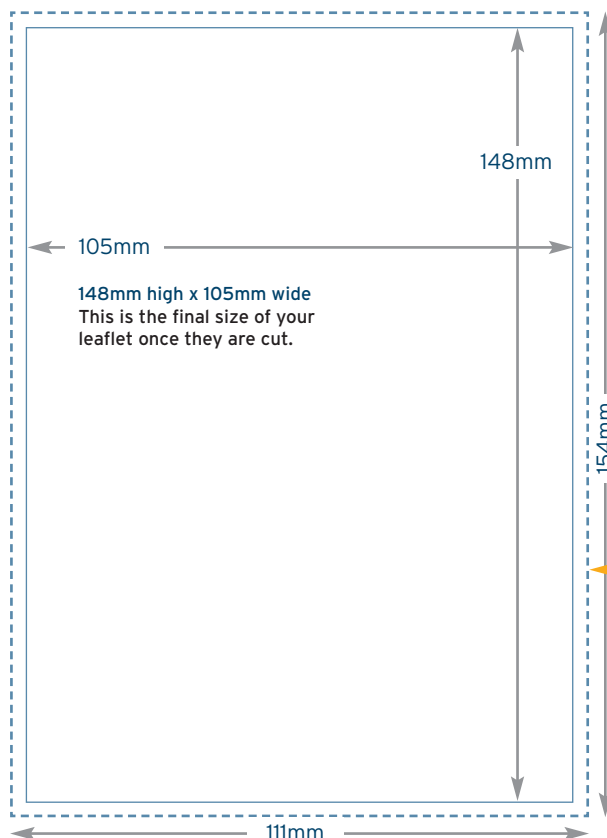 148mm
105mm
148mm high x 105mm wide
This is the final size of your
leaflet once they are cut.
154mm
111mm